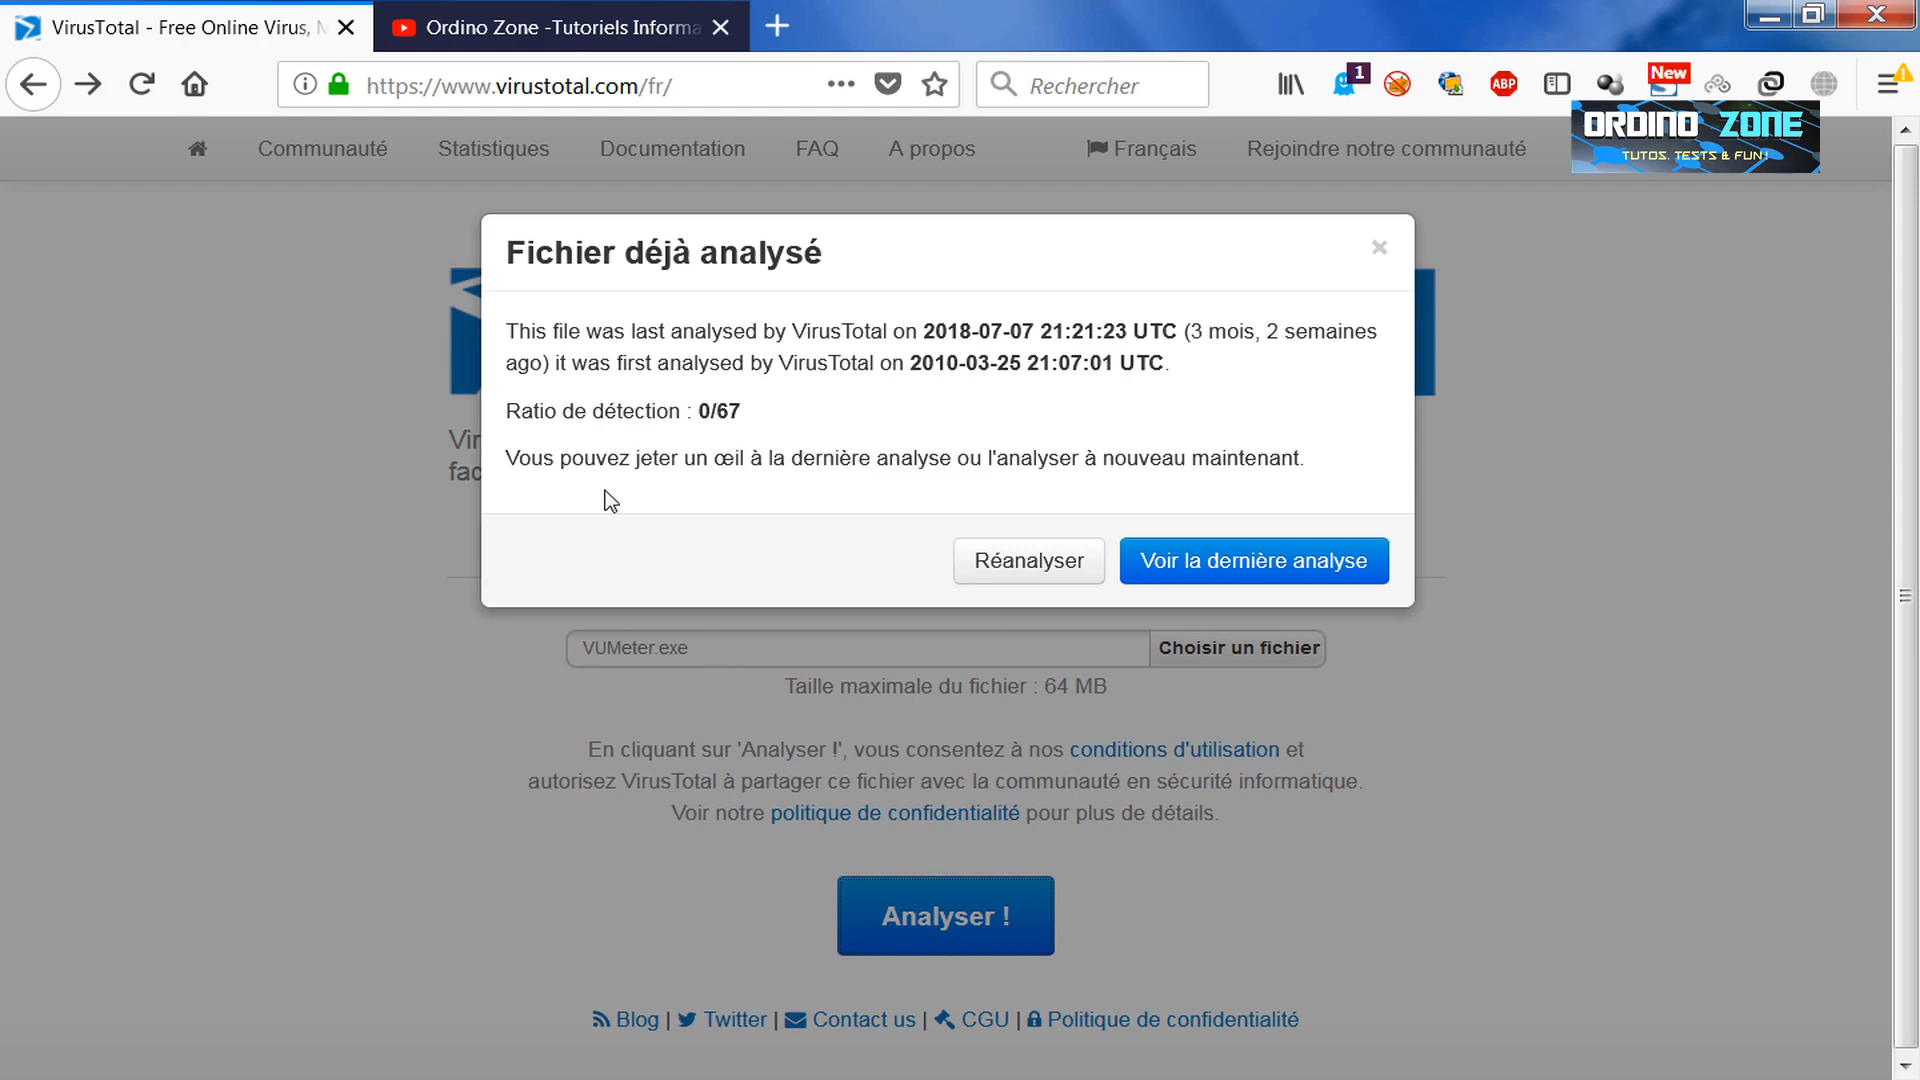 VirusTotal - Free Online Virus, M
Ordino Zone -Tutoriels Informa
https://www.virustotal.com/fr/
Rechercher
1
ABP
New
ORDINO ZONE
TUTOS, TESTS & FUN!
Communauté
Statistiques
Documentation
FAQ
A propos
Français
Rejoindre notre communauté
Fichier déjà analysé
This file was last analysed by VirusTotal on 2018-07-07 21:21:23 UTC (3 mois, 2 semaines
ago) it was first analysed by VirusTotal on 2010-03-25 21:07:01 UTC.
Ratio de détection : 0/67
Vir
Vous pouvez jeter un œil à la dernière analyse ou l'analyser à nouveau maintenant.
fac
Réanalyser
Voir la dernière analyse
VUMeter.exe
Choisir un fichier
Taille maximale du fichier : 64 MB
En cliquant sur 'Analyser !', vous consentez à nos conditions d'utilisation et
autorisez VirusTotal à partager ce fichier avec la communauté en sécurité informatique.
Voir notre politique de confidentialité pour plus de détails.
Analyser !
Blog | Twitter | Contact us | CGU | Politique de confidentialité